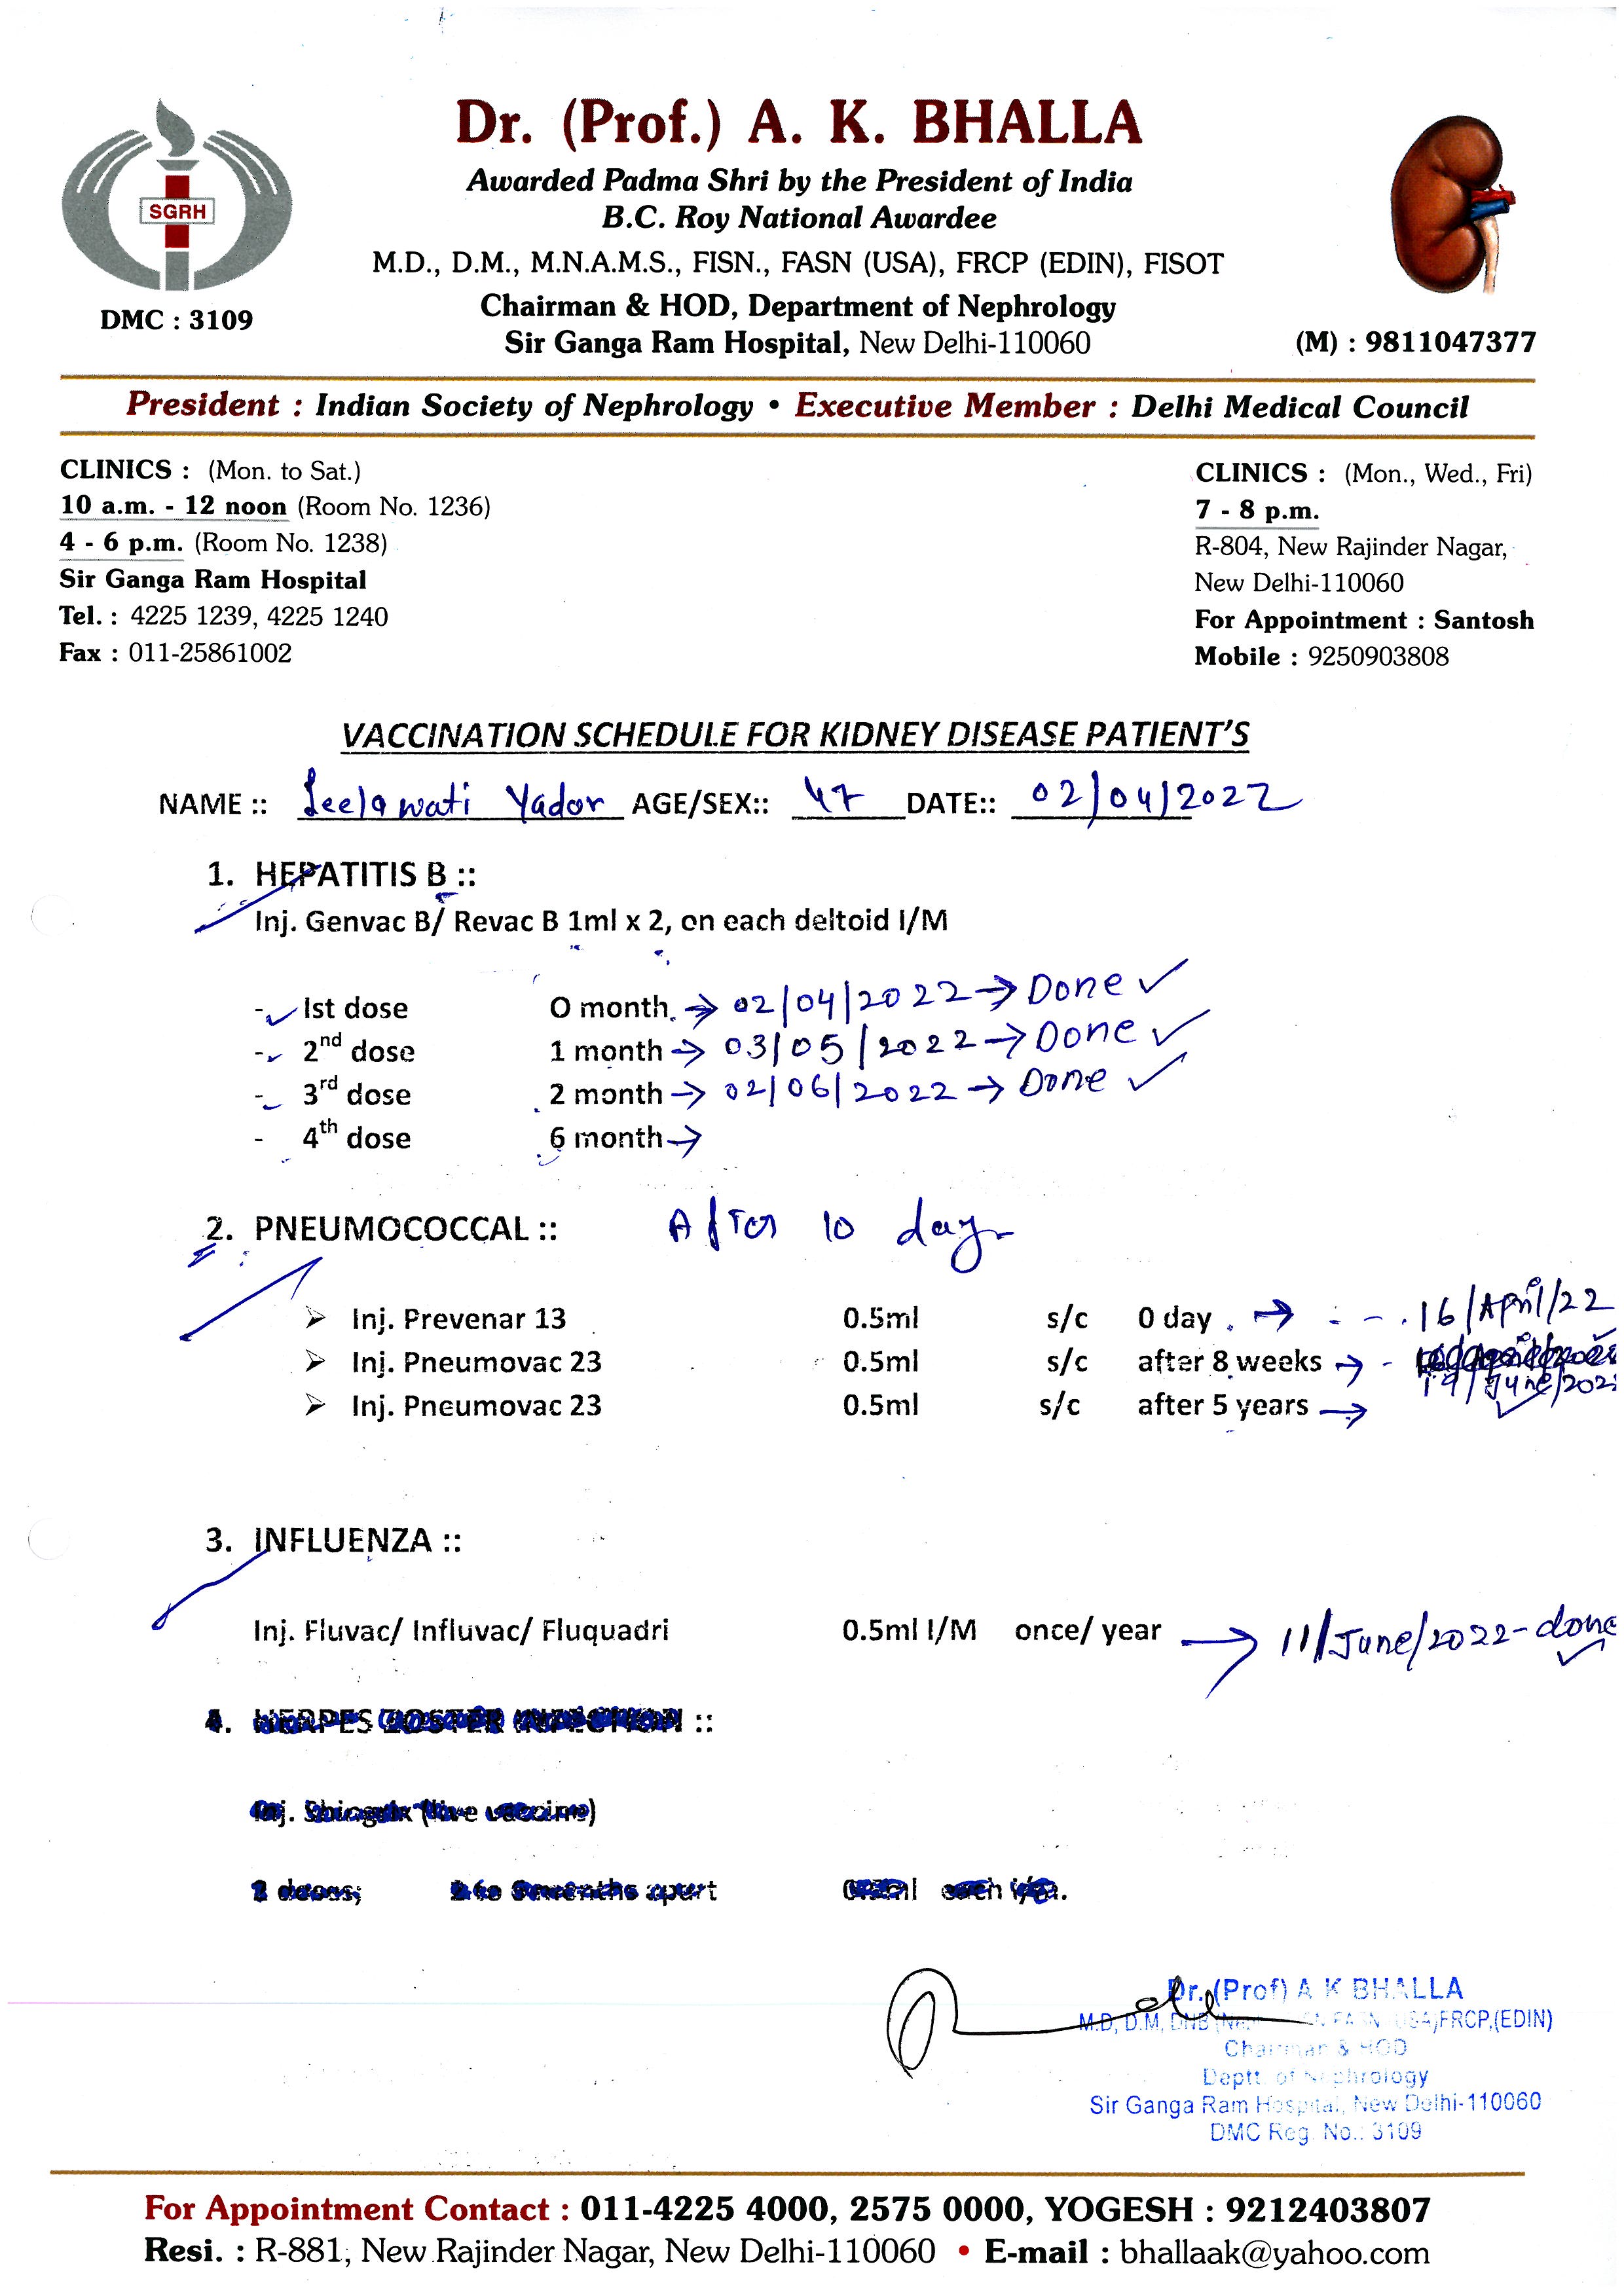 Dr. (Prof.) A. K. BHALLA
Awarded Padma Shri by the President of India
B.C. Roy National Awardee
M.D., D.M., M.N.A.M.S., FISN., FASN (USA), FRCP (EDIN), FISOT
Chairman & HOD, Department of Nephrology
Sir Ganga Ram Hospital, New Delhi-110060
SGRH
DMC : 3109
(M) : 9811047377
President : Indian Society of Nephrology • Executive Member : Delhi Medical Council
CLINICS : (Mon. to Sat.)
10 a.m. - 12 noon (Room No. 1236)
4 - 6 p.m. (Room No. 1238)
Sir Ganga Ram Hospital
Tel. : 4225 1239, 4225 1240
Fax : 011-25861002
CLINICS : (Mon., Wed., Fri)
7 - 8 p.m.
R-804, New Rajinder Nagar,
New Delhi-110060
For Appointment : Santosh
Mobile : 9250903808
VACCINATION SCHEDULE FOR KIDNEY DISEASE PATIENT'S
NAME :: Leelawati Yadav AGE/SEX:: 47 DATE:: 02/04/2022
1. HEPATITIS B ::
Inj. Genvac B/ Revac B 1ml x 2, on each deltoid I/M
- Ist dose 0 month → 02/04/2022 → Done ✓
- 2nd dose 1 month → 03/05/2022 → Done ✓
- 3rd dose 2 month → 02/06/2022 → Done ✓
- 4th dose 6 month →
2. PNEUMOCOCCAL :: After 10 day
➢ Inj. Prevenar 13 0.5ml s/c 0 day → 16/April/22
➢ Inj. Pneumovac 23 0.5ml s/c after 8 weeks →
19/June/202
➢ Inj. Pneumovac 23 0.5ml s/c after 5 years →
3. INFLUENZA ::
Inj. Fluvac/ Influvac/ Fluquadri 0.5ml I/M once/ year → 11/June/2022 - done
4. HERPES ZOSTER INFECTION ::
Inj. Shingrix (live vaccine)
2 doses; apart each
Dr. (Prof) A K BHALLA
M.D, D.M, DNB FRCP,(EDIN)
Chairman & HOD
Deptt. of Nephrology
Sir Ganga Ram Hospital, New Delhi-110060
DMC Reg. No.: 3109
For Appointment Contact : 011-4225 4000, 2575 0000, YOGESH : 9212403807
Resi. : R-881, New Rajinder Nagar, New Delhi-110060 • E-mail : bhallaak@yahoo.com